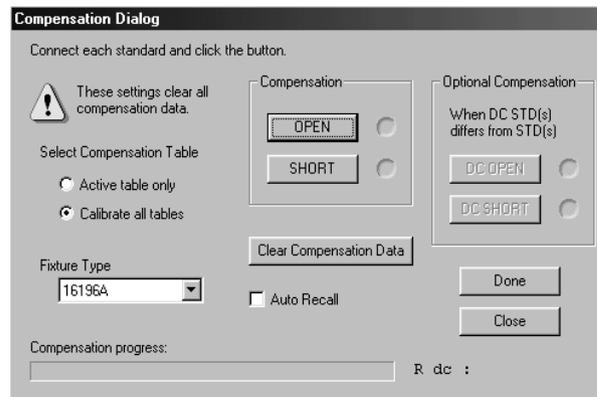 Compensation Dialog
Connect each standard and click the button.
These settings clear all
compensation data.
Select Compensation Table
Active table only
Calibrate all tables
Fixture Type
16196A
Compensation
OPEN
SHORT
Clear Compensation Data
Auto Recall
Optional Compensation
When DC STD(s)
differs from STD(s)
DC OPEN
DC SHORT
Done
Close
Compensation progress:
R dc :